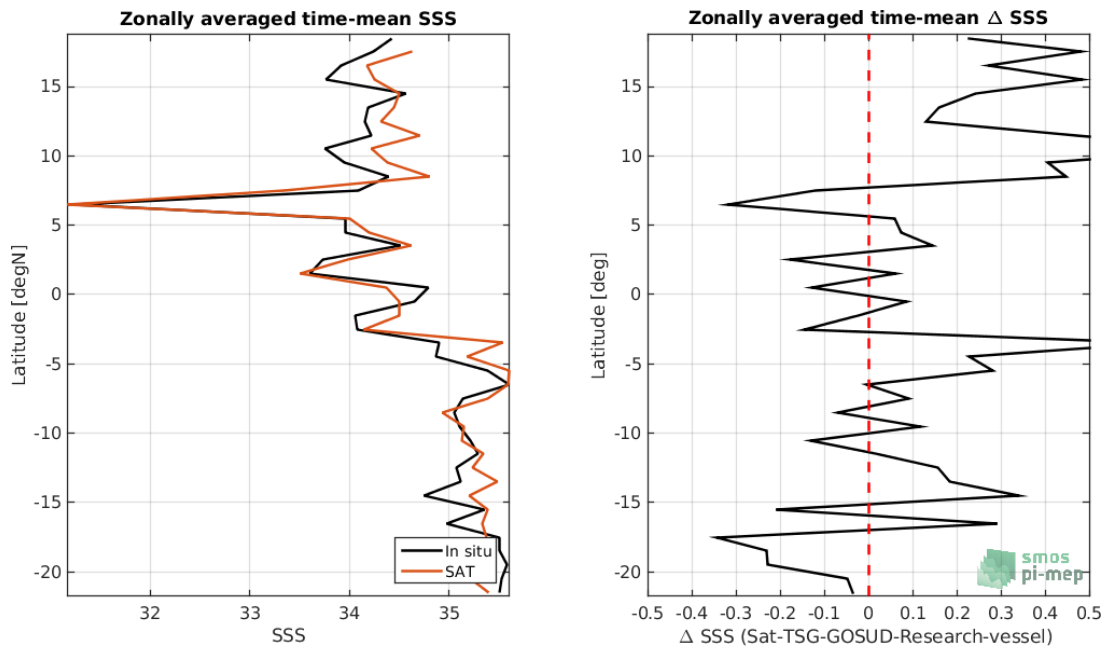 Zonally averaged time-mean SSS
15
10
5
0
-5
-10
-15
-20
Latitude [degN]
32 33 34 35
SSS
In situ
SAT
Zonally averaged time-mean Δ SSS
15
10
5
0
-5
-10
-15
-20
Latitude [deg]
-0.5 -0.4 -0.3 -0.2 -0.1 0 0.1 0.2 0.3 0.4 0.5
Δ SSS (Sat-TSG-GOSUD-Research-vessel)
smos
pi-mep